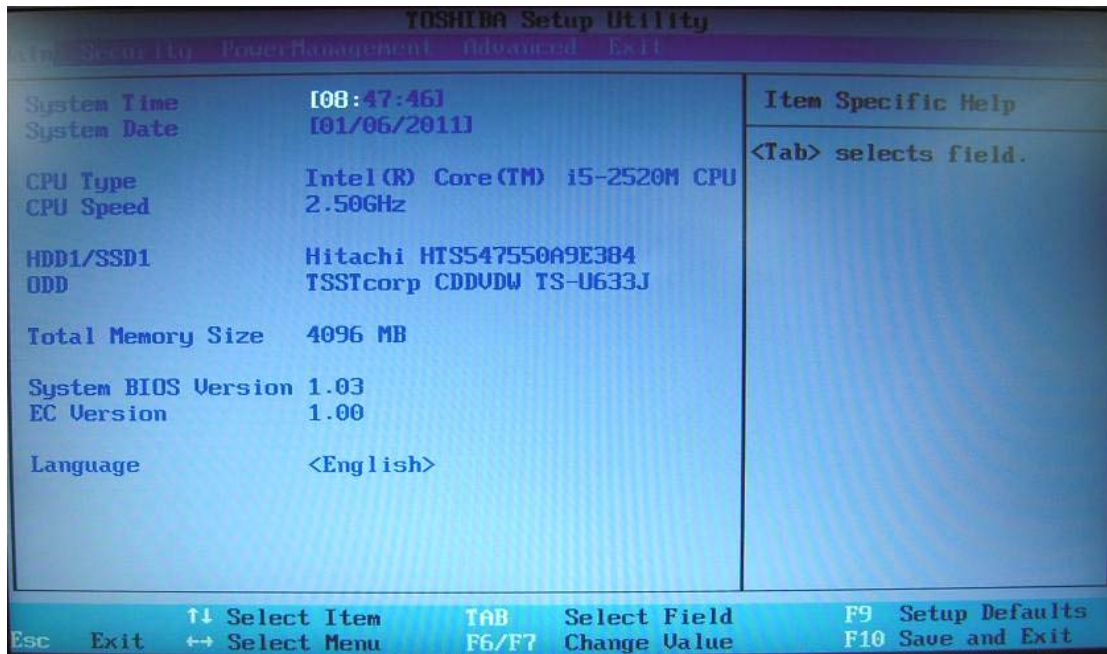 TOSHIBA Setup Utility
Main Security PowerManagement Advanced Exit
System Time [08:47:46]
System Date [01/06/2011]
CPU Type Intel(R) Core(TM) i5-2520M CPU
CPU Speed 2.50GHz
HDD1/SSD1 Hitachi HTS547550A9E384
ODD TSSTcorp CDDVDW TS-U633J
Total Memory Size 4096 MB
System BIOS Version 1.03
EC Version 1.00
Language <English>
Item Specific Help
<Tab> selects field.
↑↓ Select Item TAB Select Field F9 Setup Defaults
Esc Exit ↔ Select Menu F6/F7 Change Value F10 Save and Exit